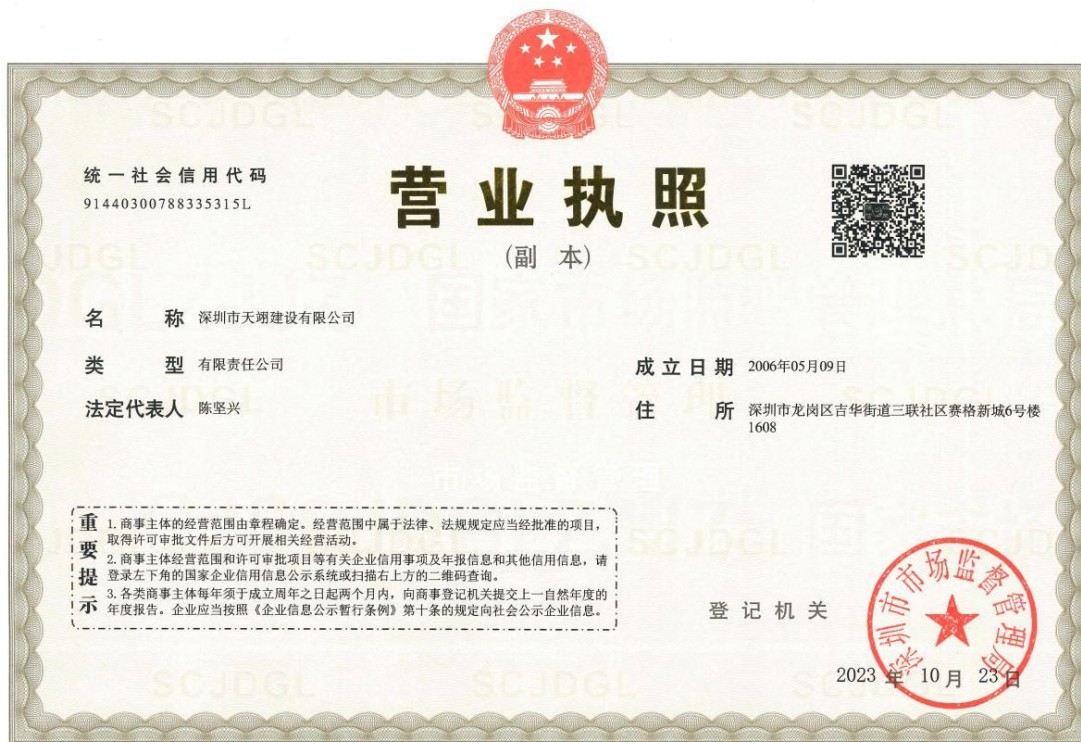 统一社会信用代码
91440300788335315L
营业执照
(副 本)
名 称 深圳市天翊建设有限公司
类 型 有限责任公司
法定代表人 陈坚兴
成立日期 2006年05月09日
住 所 深圳市龙岗区吉华街道三联社区赛格新城6号楼
1608
重要提示
1. 商事主体的经营范围由章程确定。经营范围中属于法律、法规规定应当经批准的项目，
取得许可审批文件后方可开展相关经营活动。
2. 商事主体经营范围和许可审批项目等有关企业信用事项及年报信息和其他信用信息，请
登录左下角的国家企业信用信息公示系统或扫描右上方的二维码查询。
3. 各类商事主体每年须于成立周年之日起两个月内，向商事登记机关提交上一自然年度的
年度报告。企业应当按照《企业信息公示暂行条例》第十条的规定向社会公示企业信息。
登记机关
深圳市市场监督管理局
2023 年 10 月 23 日
SCJDGL
市场监督管理